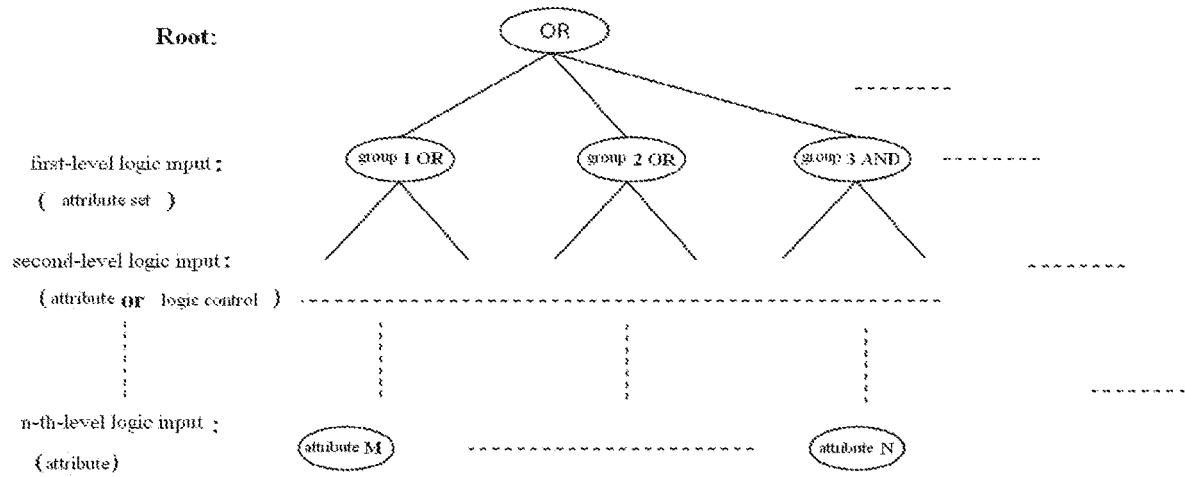 Root:
OR
first-level logic input :
( attribute set )
group 1 OR
group 2 OR
group 3 AND
second-level logic input :
(attribute or logic control )
n-th-level logic input :
(attribute)
attribute M
attribute N